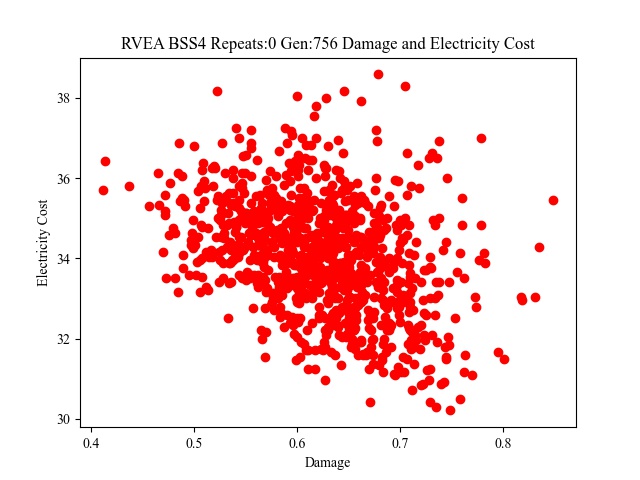 RVEA BSS4 Repeats:0 Gen:756 Damage and Electricity Cost
38
36
34
32
30
Electricity Cost
0.4 0.5 0.6 0.7 0.8
Damage